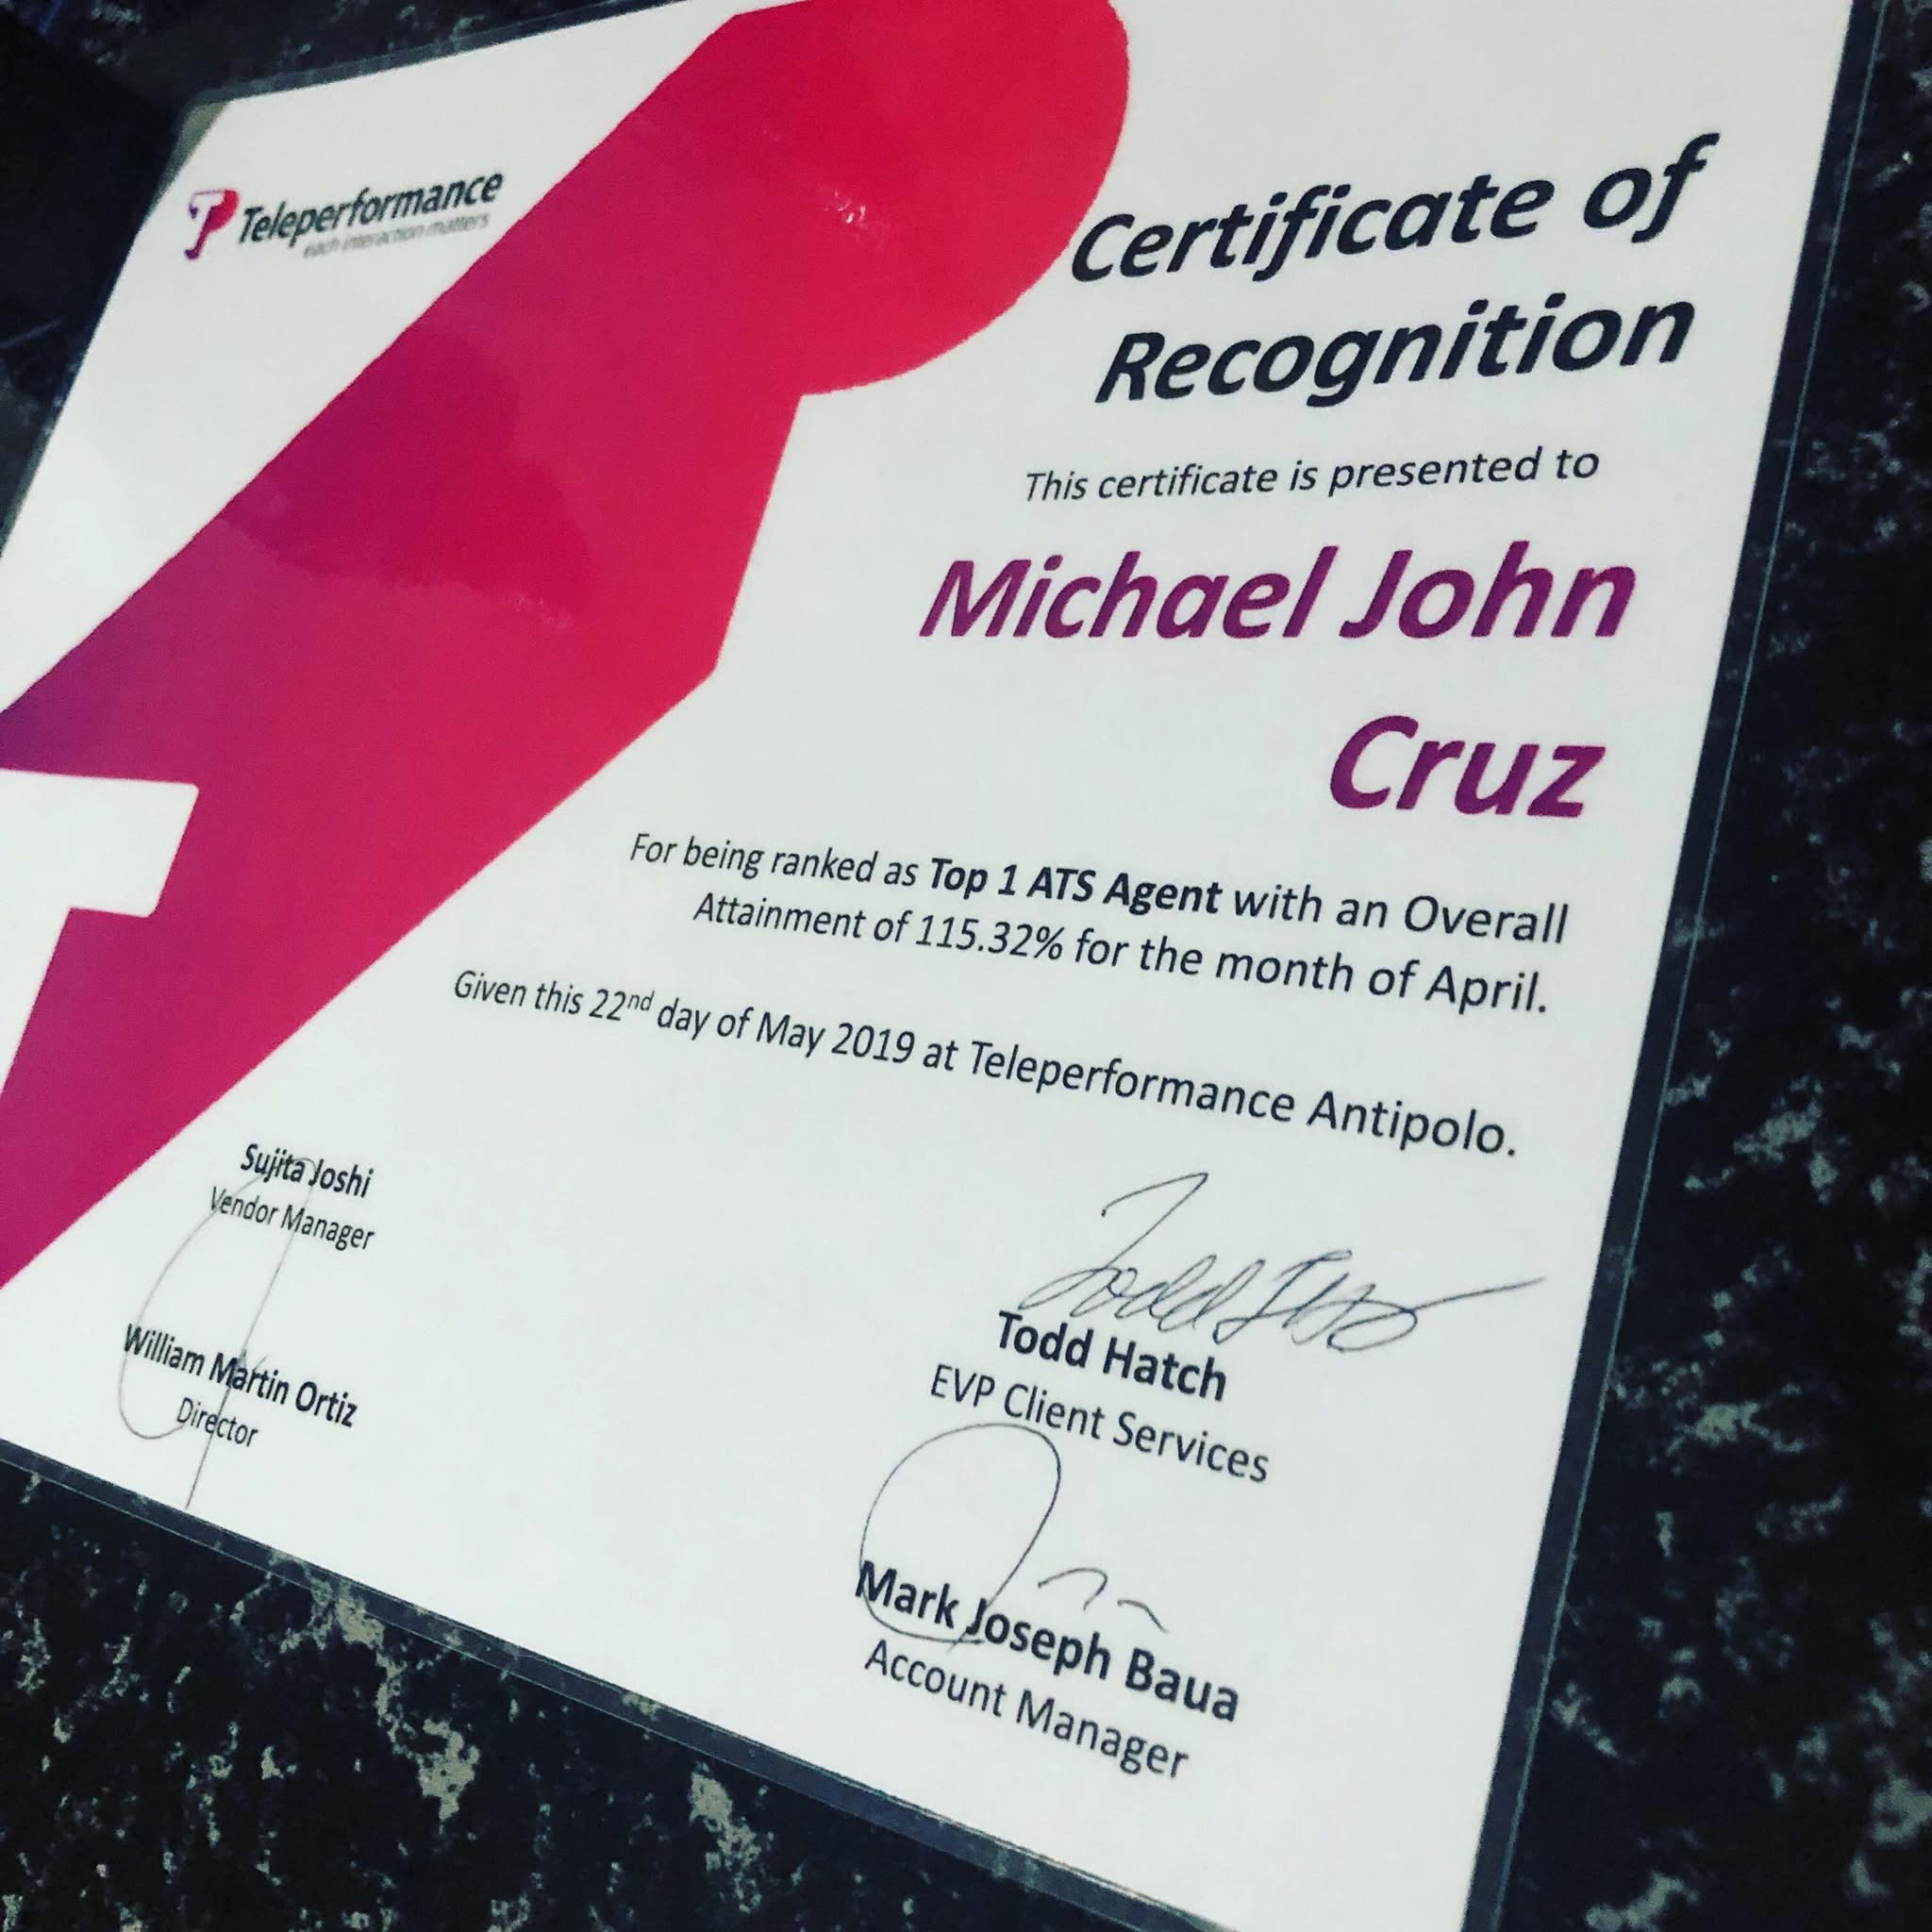 Teleperformance
each interaction matters
Certificate of
Recognition
This certificate is presented to
Michael John
Cruz
For being ranked as Top 1 ATS Agent with an Overall
Attainment of 115.32% for the month of April.
Given this 22nd day of May 2019 at Teleperformance Antipolo.
Sujita Joshi
Vendor Manager
William Martin Ortiz
Director
Todd Hatch
EVP Client Services
Mark Joseph Baua
Account Manager